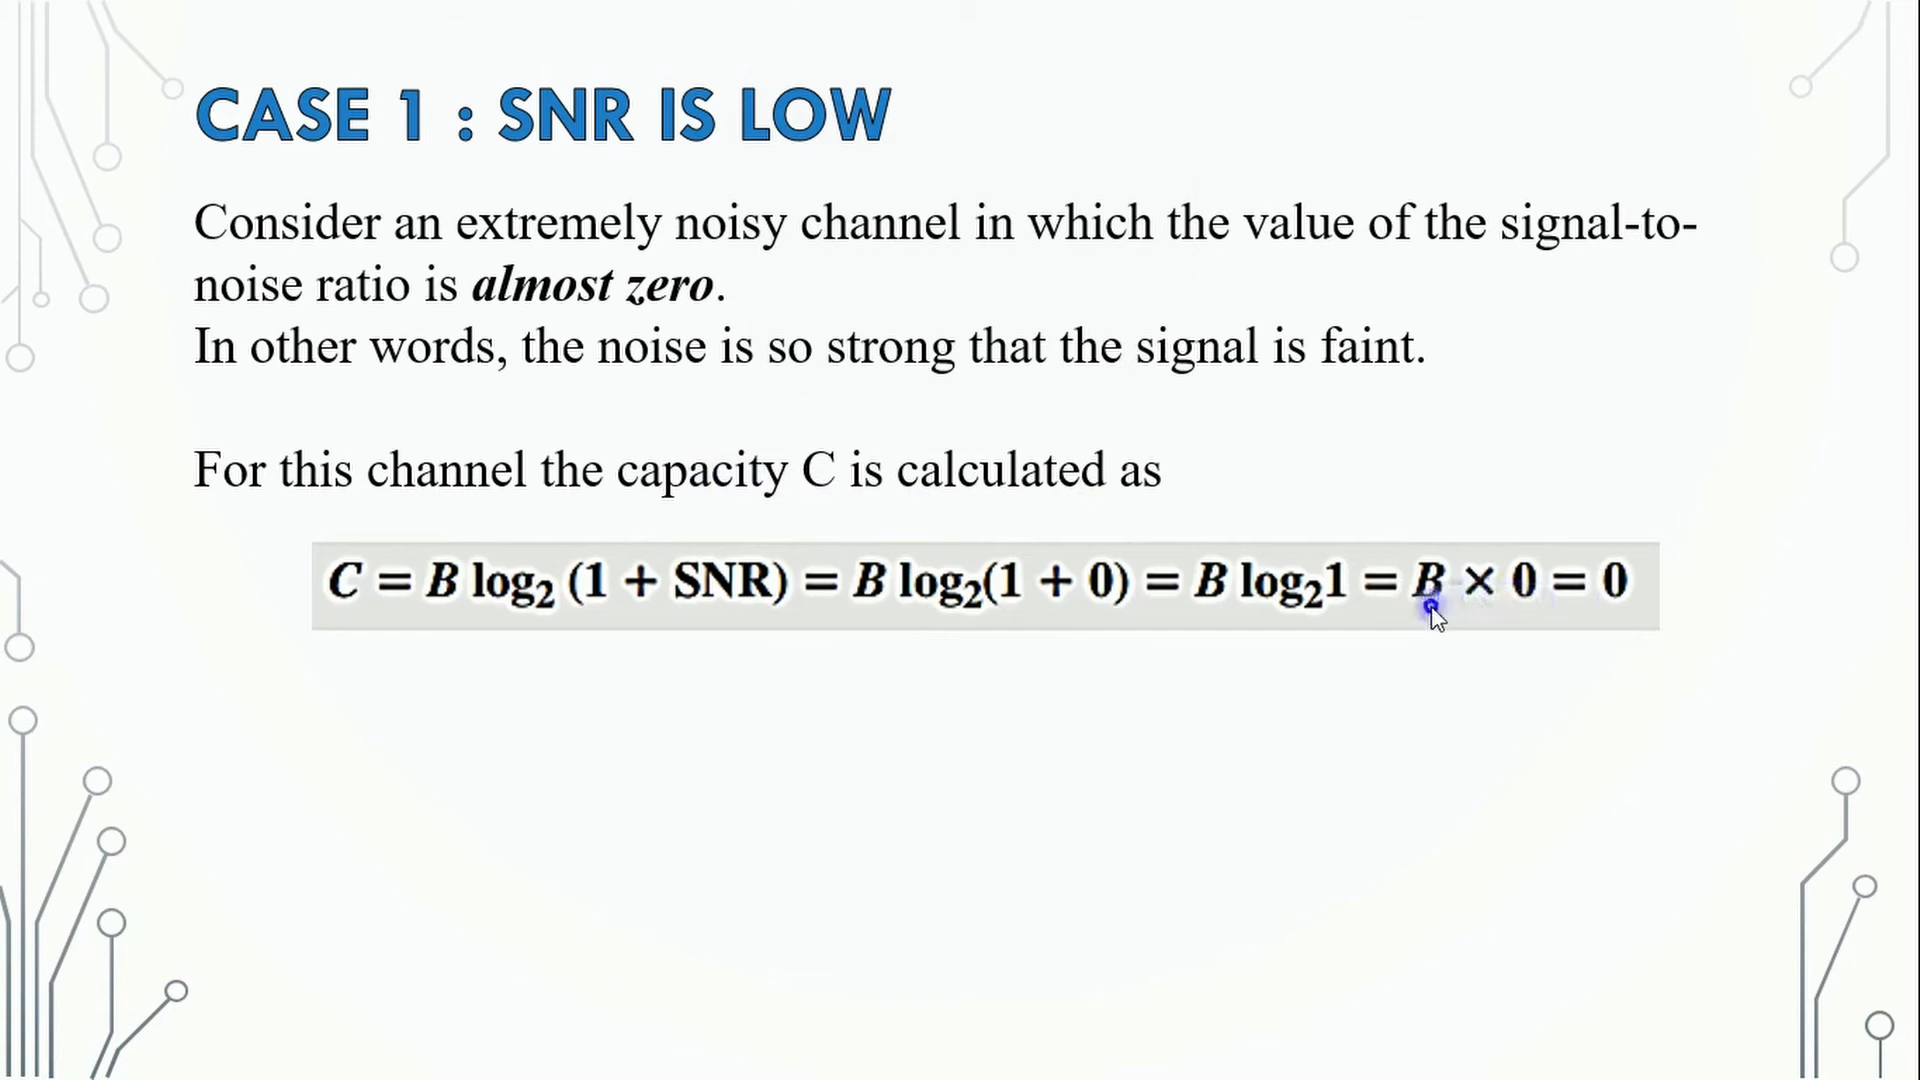 CASE 1 : SNR IS LOW
Consider an extremely noisy channel in which the value of the signal-to-
noise ratio is almost zero.
In other words, the noise is so strong that the signal is faint.
For this channel the capacity C is calculated as
C = B log₂ (1 + SNR) = B log₂(1 + 0) = B log₂1 = B × 0 = 0